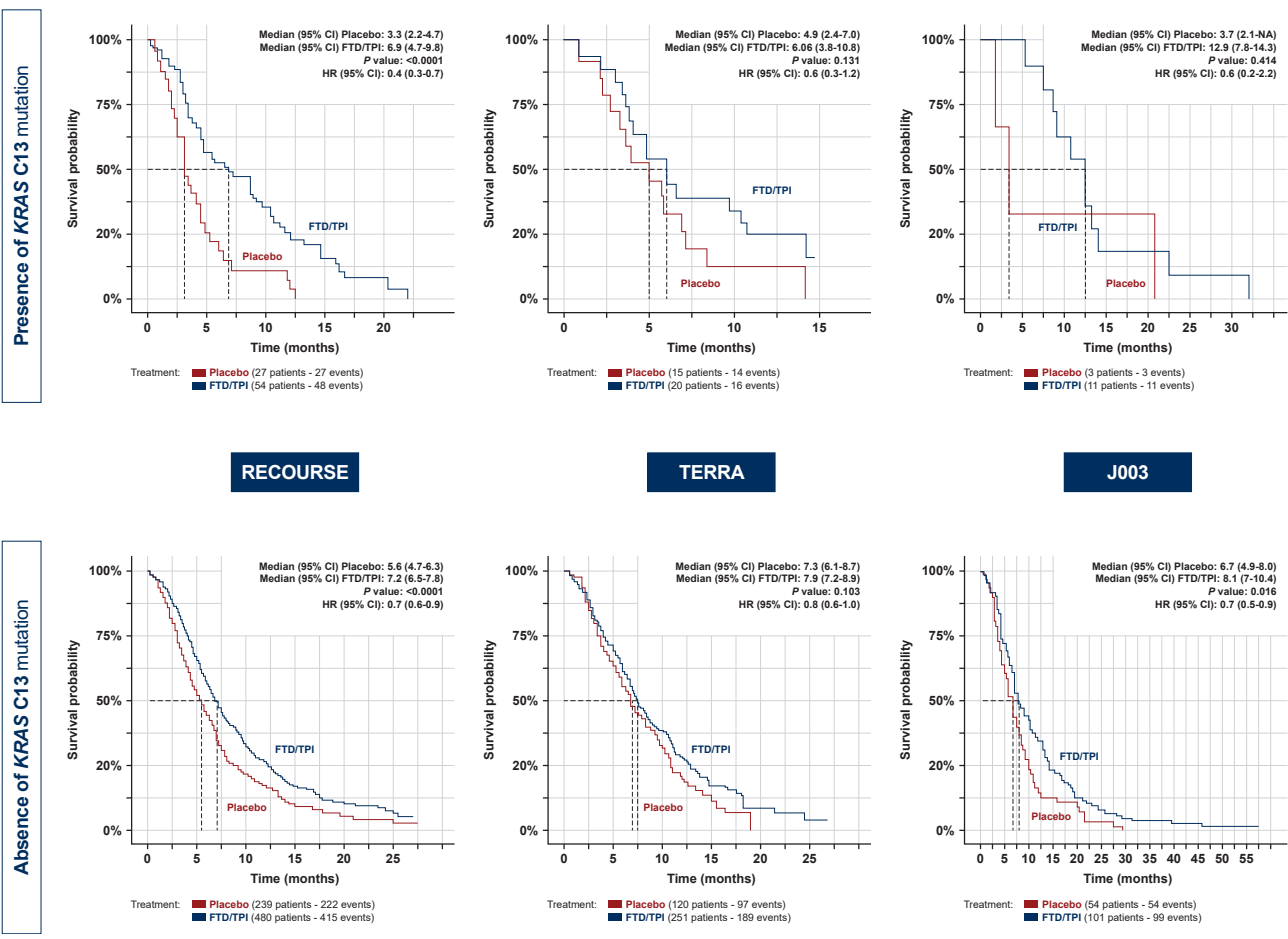 Presence of KRAS C13 mutation
Median (95% CI) Placebo: 3.3 (2.2-4.7)
Median (95% CI) FTD/TPI: 6.9 (4.7-9.8)
P value: <0.0001
HR (95% CI): 0.4 (0.3-0.7)
Survival probability
100%
75%
50%
20%
0%
FTD/TPI
Placebo
0 5 10 15 20
Time (months)
Treatment: Placebo (27 patients - 27 events)
FTD/TPI (54 patients - 48 events)
Median (95% CI) Placebo: 4.9 (2.4-7.0)
Median (95% CI) FTD/TPI: 6.06 (3.8-10.8)
P value: 0.131
HR (95% CI): 0.6 (0.3-1.2)
Survival probability
100%
75%
50%
20%
0%
FTD/TPI
Placebo
0 5 10 15
Time (months)
Treatment: Placebo (15 patients - 14 events)
FTD/TPI (20 patients - 16 events)
Median (95% CI) Placebo: 3.7 (2.1-NA)
Median (95% CI) FTD/TPI: 12.9 (7.8-14.3)
P value: 0.414
HR (95% CI): 0.6 (0.2-2.2)
Survival probability
100%
75%
50%
20%
0%
FTD/TPI
Placebo
0 5 10 15 20 25 30
Time (months)
Treatment: Placebo (3 patients - 3 events)
FTD/TPI (11 patients - 11 events)
RECOURSE
TERRA
J003
Absence of KRAS C13 mutation
Median (95% CI) Placebo: 5.6 (4.7-6.3)
Median (95% CI) FTD/TPI: 7.2 (6.5-7.8)
P value: <0.0001
HR (95% CI): 0.7 (0.6-0.9)
Survival probability
100%
75%
50%
20%
0%
FTD/TPI
Placebo
0 5 10 15 20 25
Time (months)
Treatment: Placebo (239 patients - 222 events)
FTD/TPI (480 patients - 415 events)
Median (95% CI) Placebo: 7.3 (6.1-8.7)
Median (95% CI) FTD/TPI: 7.9 (7.2-8.9)
P value: 0.103
HR (95% CI): 0.8 (0.6-1.0)
Survival probability
100%
75%
50%
20%
0%
FTD/TPI
Placebo
0 5 10 15 20 25
Time (months)
Treatment: Placebo (120 patients - 97 events)
FTD/TPI (251 patients - 189 events)
Median (95% CI) Placebo: 6.7 (4.9-8.0)
Median (95% CI) FTD/TPI: 8.1 (7-10.4)
P value: 0.016
HR (95% CI): 0.7 (0.5-0.9)
Survival probability
100%
75%
50%
20%
0%
FTD/TPI
Placebo
0 5 10 15 20 25 30 35 45 50 55
Time (months)
Treatment: Placebo (54 patients - 54 events)
FTD/TPI (101 patients - 99 events)